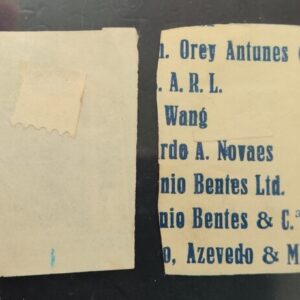 n. Orey Antunes
. A. R. L.
Wang
rdo A. Novaes
nio Bentes Ltd.
nio Bentes & C.ª
o, Azevedo & M